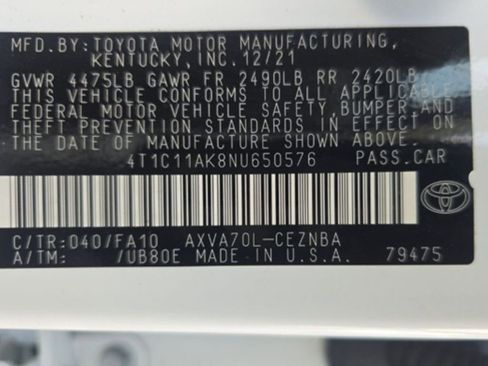 MFD.BY: TOYOTA MOTOR MANUFACTURING,
KENTUCKY, INC. 12/21
GVWR 4475LB GAWR FR 2490LB RR 2420LB
THIS VEHICLE CONFORMS TO ALL APPLICABLE
FEDERAL MOTOR VEHICLE SAFETY, BUMPER AND
THEFT PREVENTION STANDARDS IN EFFECT ON
THE DATE OF MANUFACTURE SHOWN ABOVE.
4T1C11AK8NU650576 PASS.CAR
TOYOTA
C/TR:040/FA10 AXVA70L-CEZNBA
A/TM: /UB80E MADE IN U.S.A. 79475